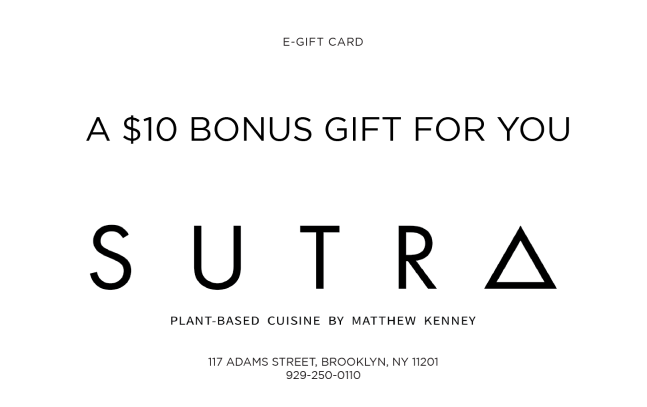 E-GIFT CARD
A $10 BONUS GIFT FOR YOU
SUTRA
PLANT-BASED CUISINE BY MATTHEW KENNEY
117 ADAMS STREET, BROOKLYN, NY 11201
929-250-0110